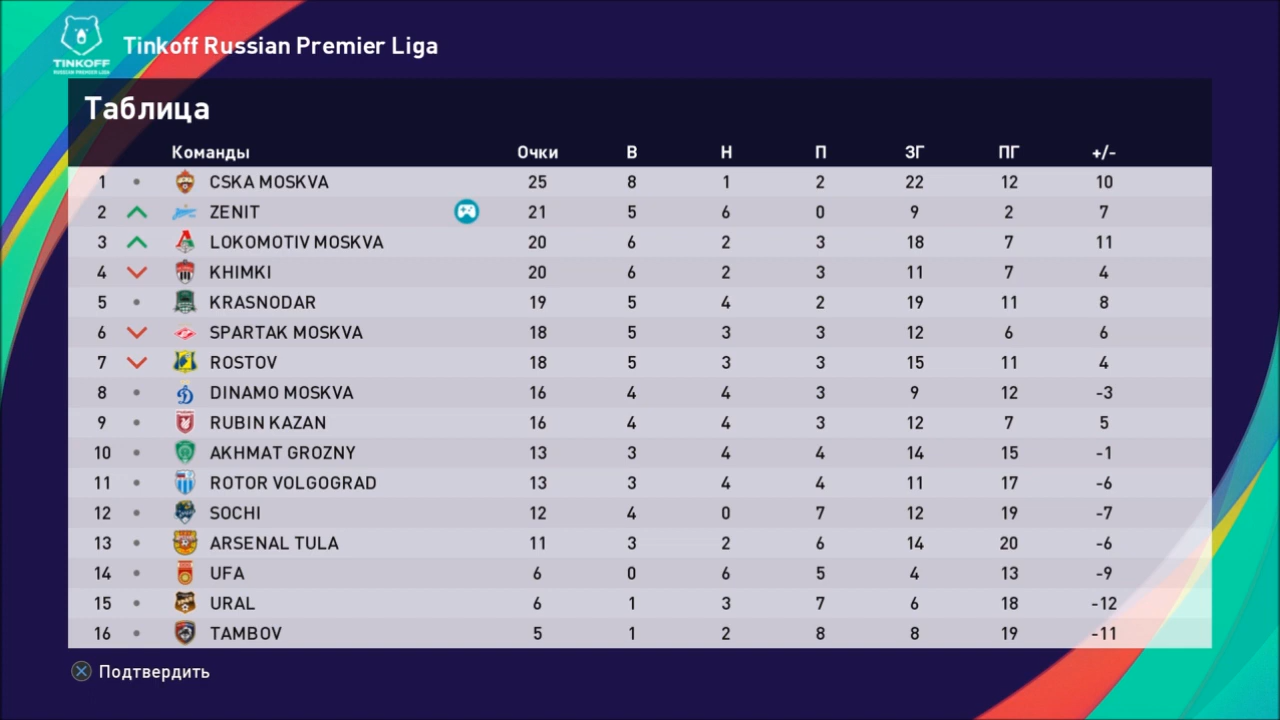 TINKOFF
RUSSIAN PREMIER LIGA
Tinkoff Russian Premier Liga
Таблица
Команды Очки В Н П ЗГ ПГ +/-
1 CSKA MOSKVA 25 8 1 2 22 12 10
2 ZENIT 21 5 6 0 9 2 7
3 LOKOMOTIV MOSKVA 20 6 2 3 18 7 11
4 KHIMKI 20 6 2 3 11 7 4
5 KRASNODAR 19 5 4 2 19 11 8
6 SPARTAK MOSKVA 18 5 3 3 12 6 6
7 ROSTOV 18 5 3 3 15 11 4
8 DINAMO MOSKVA 16 4 4 3 9 12 -3
9 RUBIN KAZAN 16 4 4 3 12 7 5
10 AKHMAT GROZNY 13 3 4 4 14 15 -1
11 ROTOR VOLGOGRAD 13 3 4 4 11 17 -6
12 SOCHI 12 4 0 7 12 19 -7
13 ARSENAL TULA 11 3 2 6 14 20 -6
14 UFA 6 0 6 5 4 13 -9
15 URAL 6 1 3 7 6 18 -12
16 TAMBOV 5 1 2 8 8 19 -11
Подтвердить